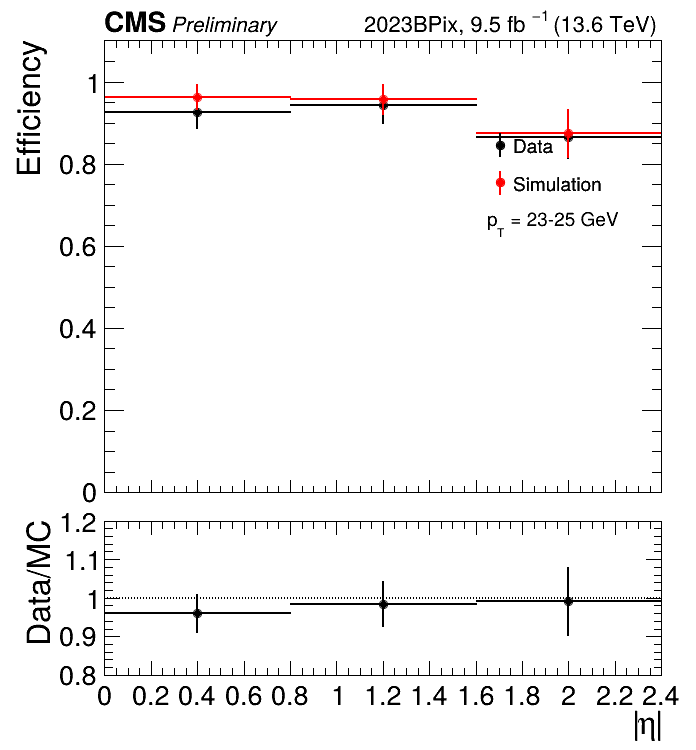 CMS Preliminary 2023BPix, 9.5 fb⁻¹ (13.6 TeV)
Efficiency
1
0.8
0.6
0.4
0.2
0
Data
Simulation
p_T = 23-25 GeV
Data/MC
1.2
1.1
1
0.9
0.8
0 0.2 0.4 0.6 0.8 1 1.2 1.4 1.6 1.8 2 2.2 2.4
|η|